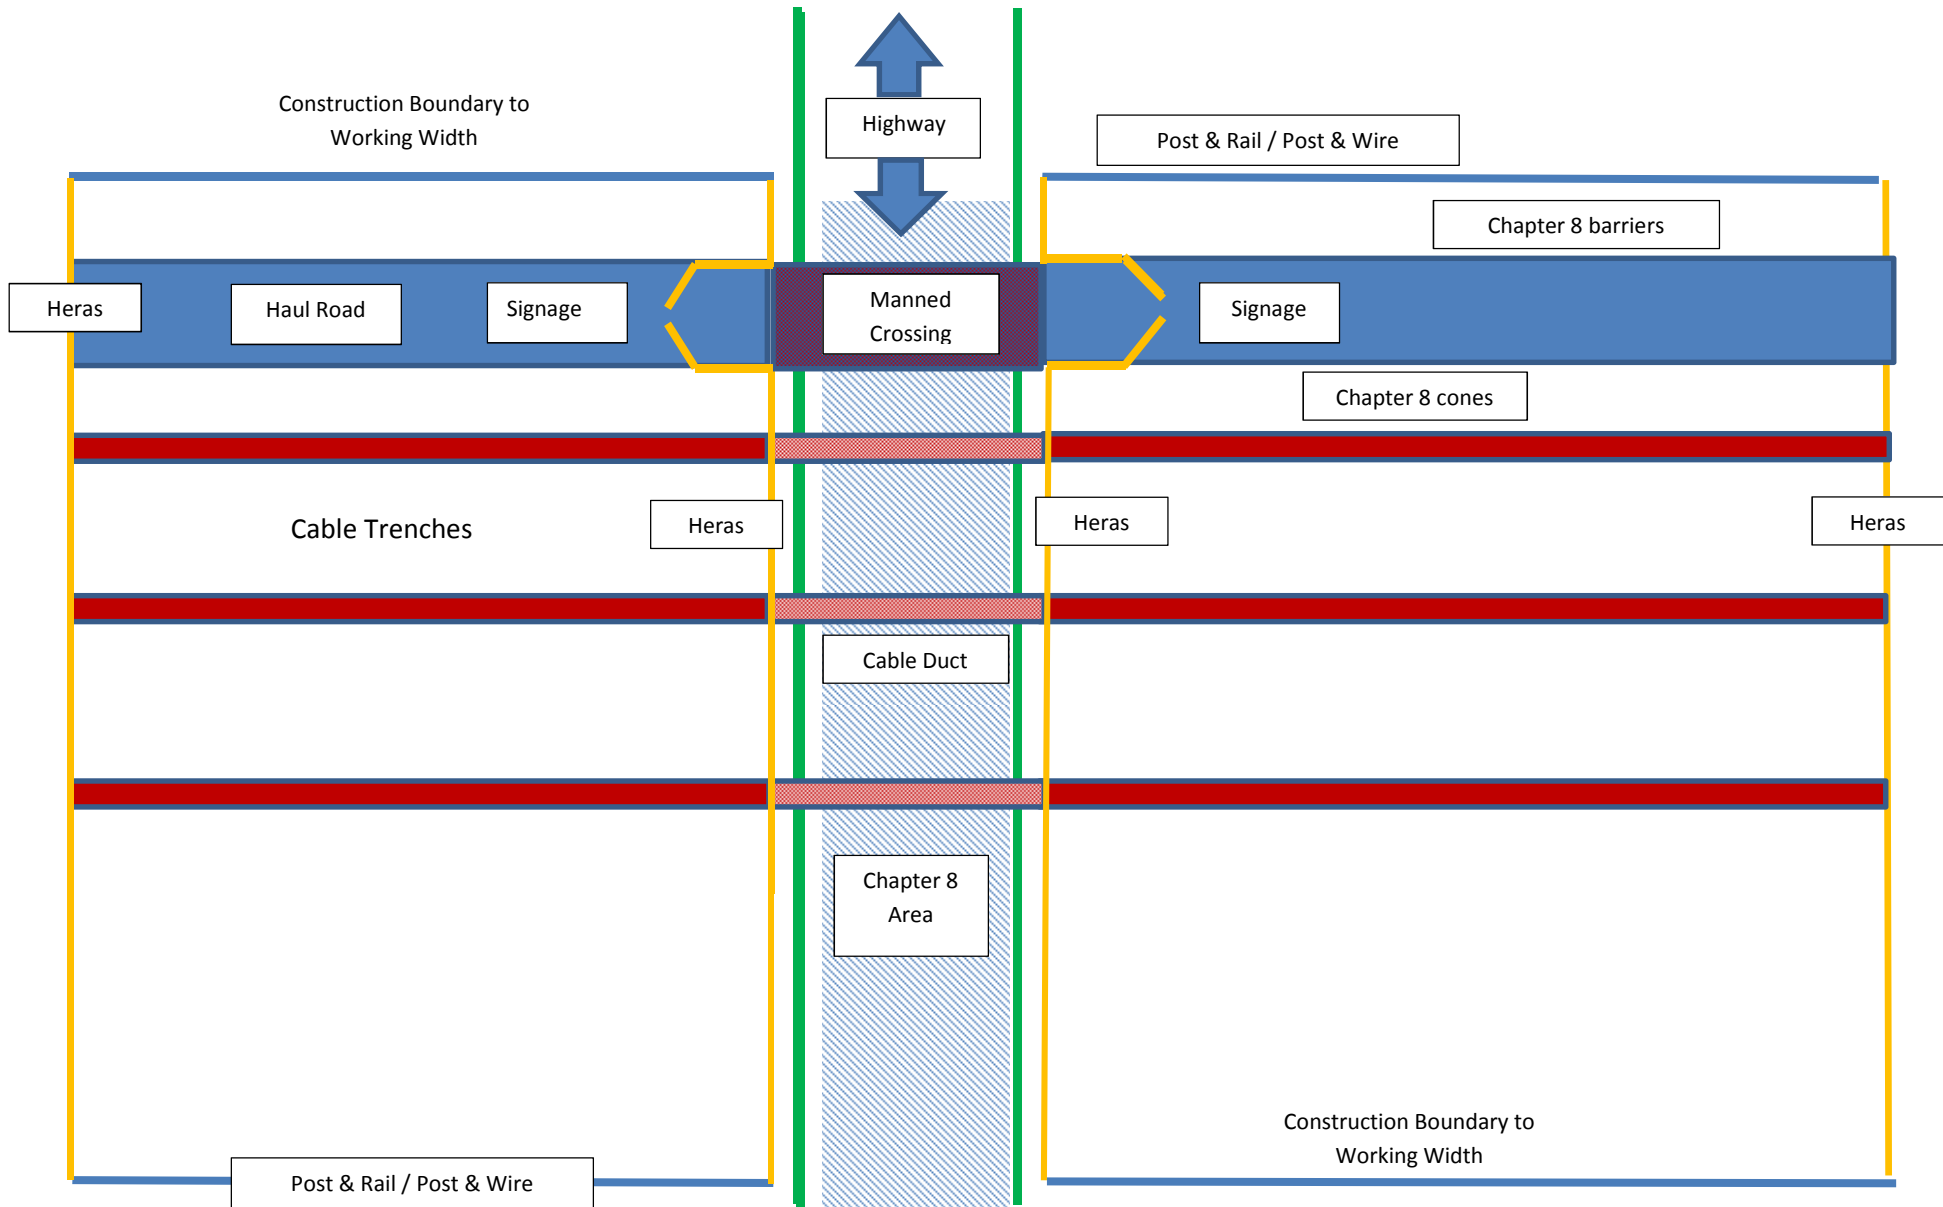 Construction Boundary to
Working Width
Highway
Post & Rail / Post & Wire
Chapter 8 barriers
Heras
Haul Road
Signage
Manned
Crossing
Signage
Chapter 8 cones
Cable Trenches
Heras
Heras
Heras
Cable Duct
Chapter 8
Area
Construction Boundary to
Working Width
Post & Rail / Post & Wire